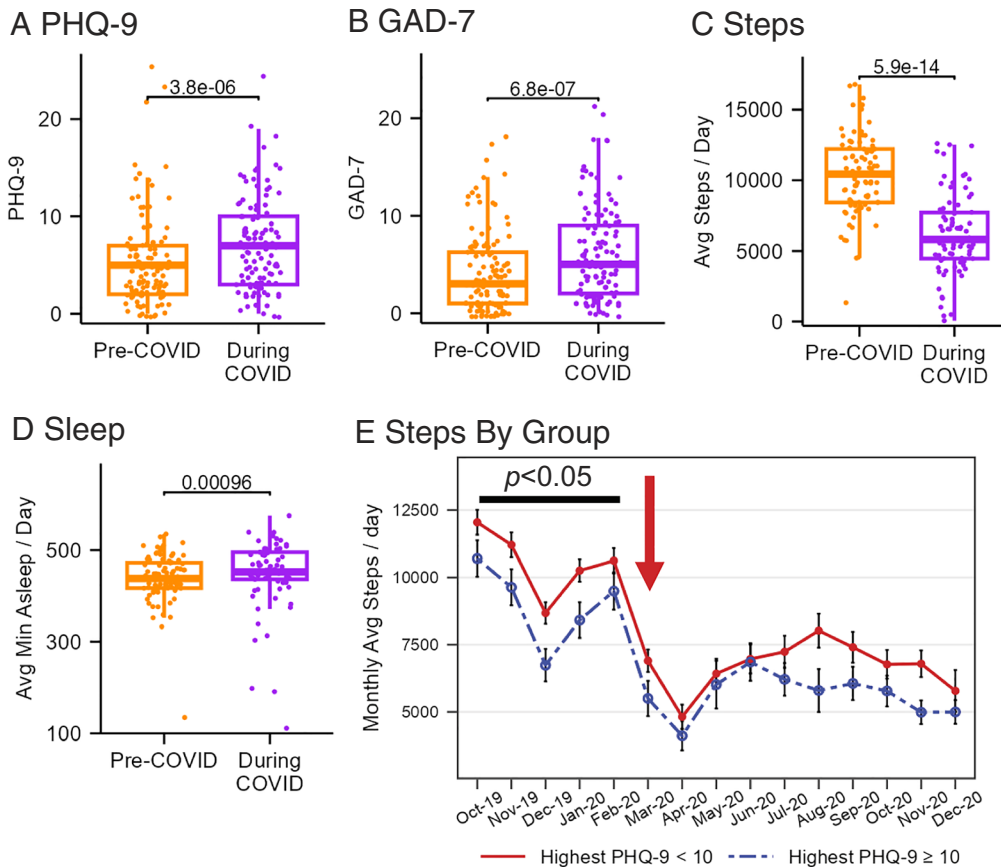 A PHQ-9
B GAD-7
C Steps
3.8e-06
6.8e-07
5.9e-14
PHQ-9
20
10
0
Pre-COVID
During
COVID
GAD-7
20
10
0
Pre-COVID
During
COVID
Avg Steps / Day
15000
10000
5000
0
Pre-COVID
During
COVID
D Sleep
0.00096
Avg Min Asleep / Day
500
300
100
Pre-COVID
During
COVID
E Steps By Group
p<0.05
Monthly Avg Steps / day
12500
10000
7500
5000
Oct-19
Nov-19
Dec-19
Jan-20
Feb-20
Mar-20
Apr-20
May-20
Jun-20
Jul-20
Aug-20
Sep-20
Oct-20
Nov-20
Dec-20
Highest PHQ-9 < 10
Highest PHQ-9 ≥ 10